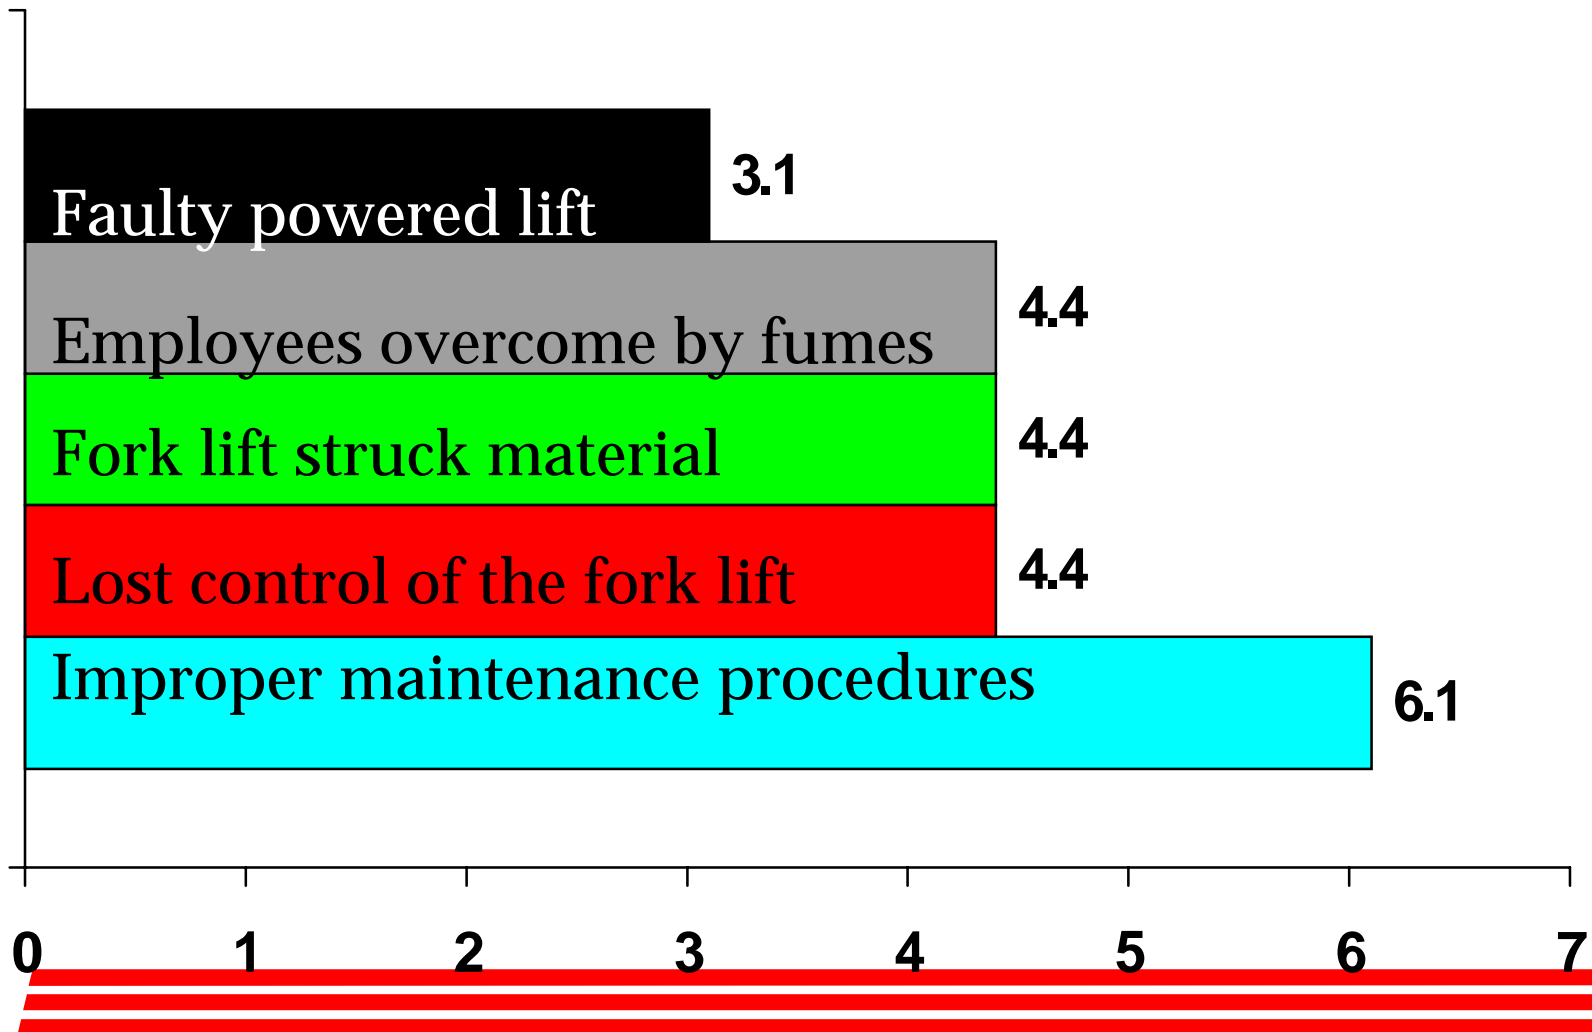 Faulty powered lift 3.1
Employees overcome by fumes 4.4
Fork lift struck material 4.4
Lost control of the fork lift 4.4
Improper maintenance procedures 6.1
0 1 2 3 4 5 6 7